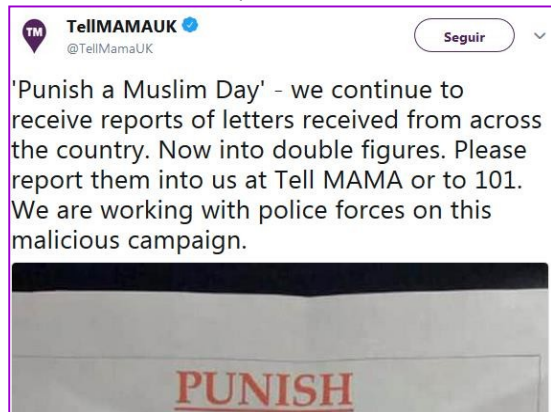 TM
TellMAMAUK
@TellMamaUK
Seguir
'Punish a Muslim Day' - we continue to
receive reports of letters received from across
the country. Now into double figures. Please
report them into us at Tell MAMA or to 101.
We are working with police forces on this
malicious campaign.
PUNISH